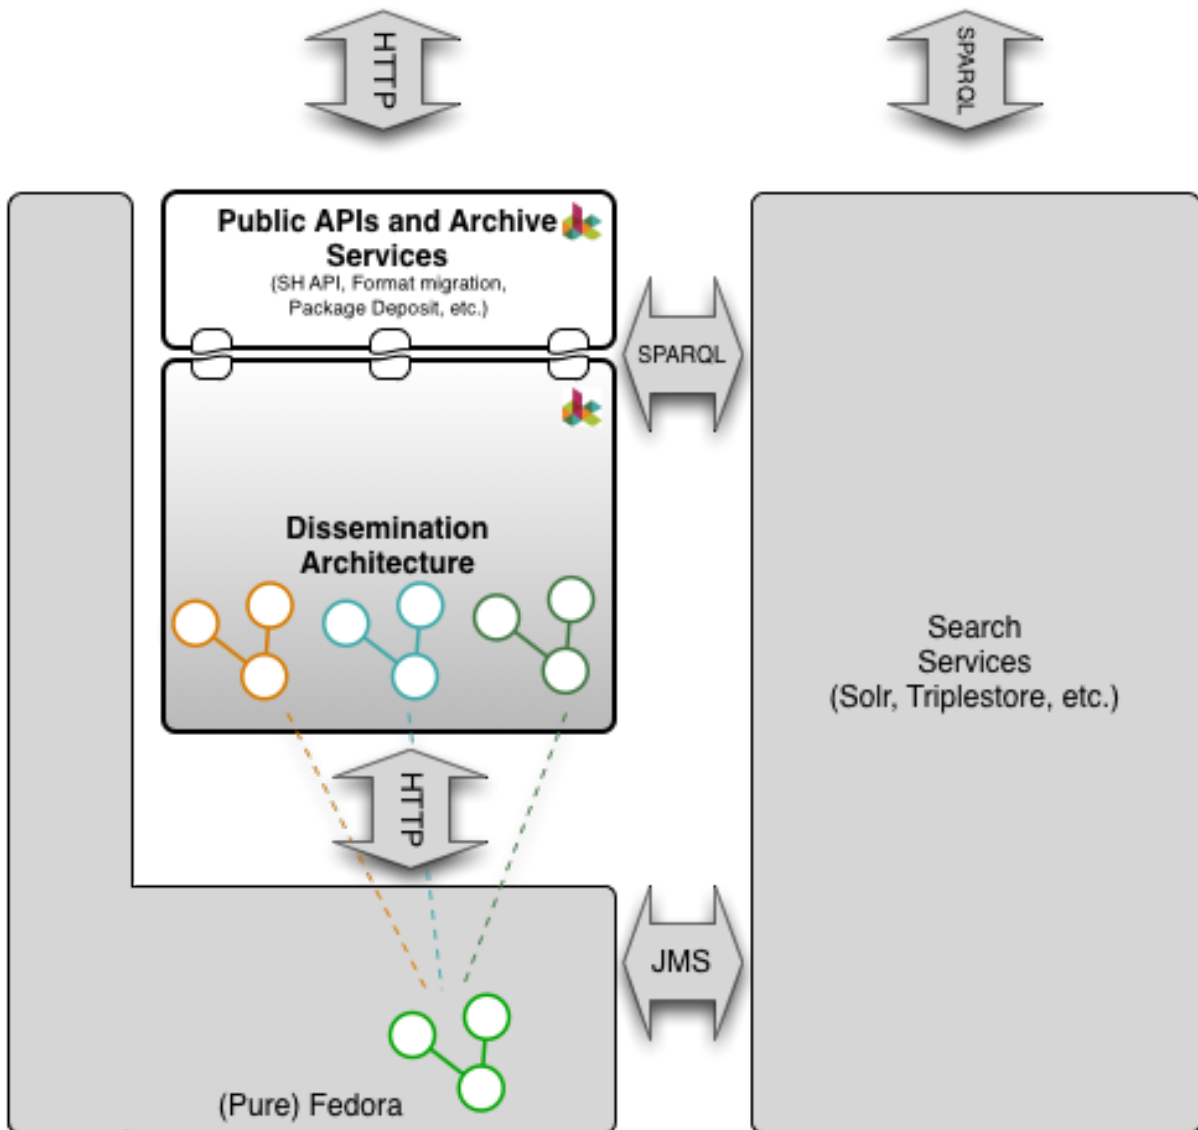 HTTP
SPARQL
Public APIs and Archive
Services
(SH API, Format migration,
Package Deposit, etc.)
SPARQL
Dissemination
Architecture
Search
Services
(Solr, Triplestore, etc.)
HTTP
JMS
(Pure) Fedora